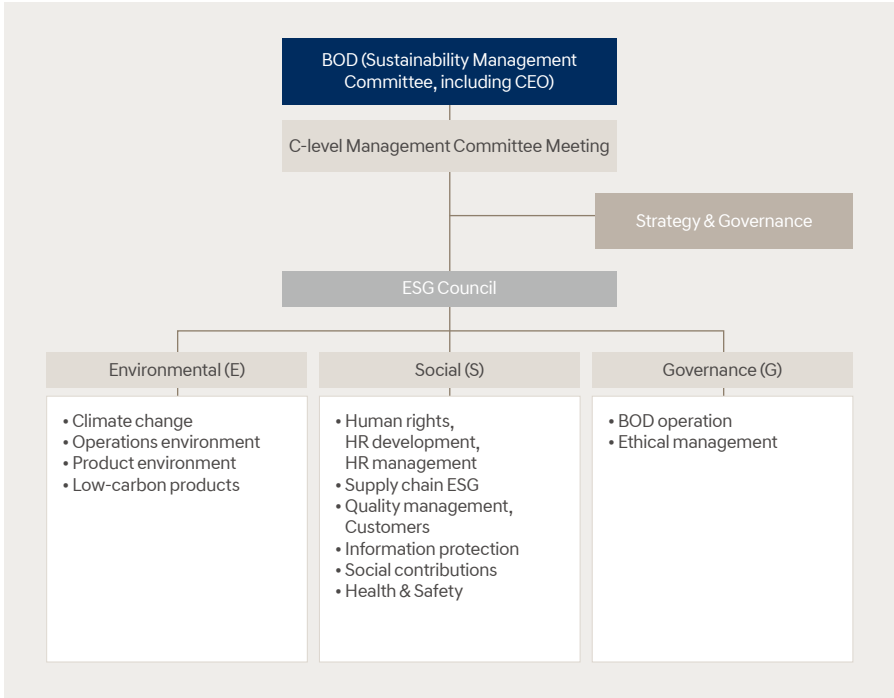 BOD (Sustainability Management
Committee, including CEO)
C-level Management Committee Meeting
Strategy & Governance
ESG Council
Environmental (E)
• Climate change
• Operations environment
• Product environment
• Low-carbon products
Social (S)
• Human rights,
HR development,
HR management
• Supply chain ESG
• Quality management,
Customers
• Information protection
• Social contributions
• Health & Safety
Governance (G)
• BOD operation
• Ethical management